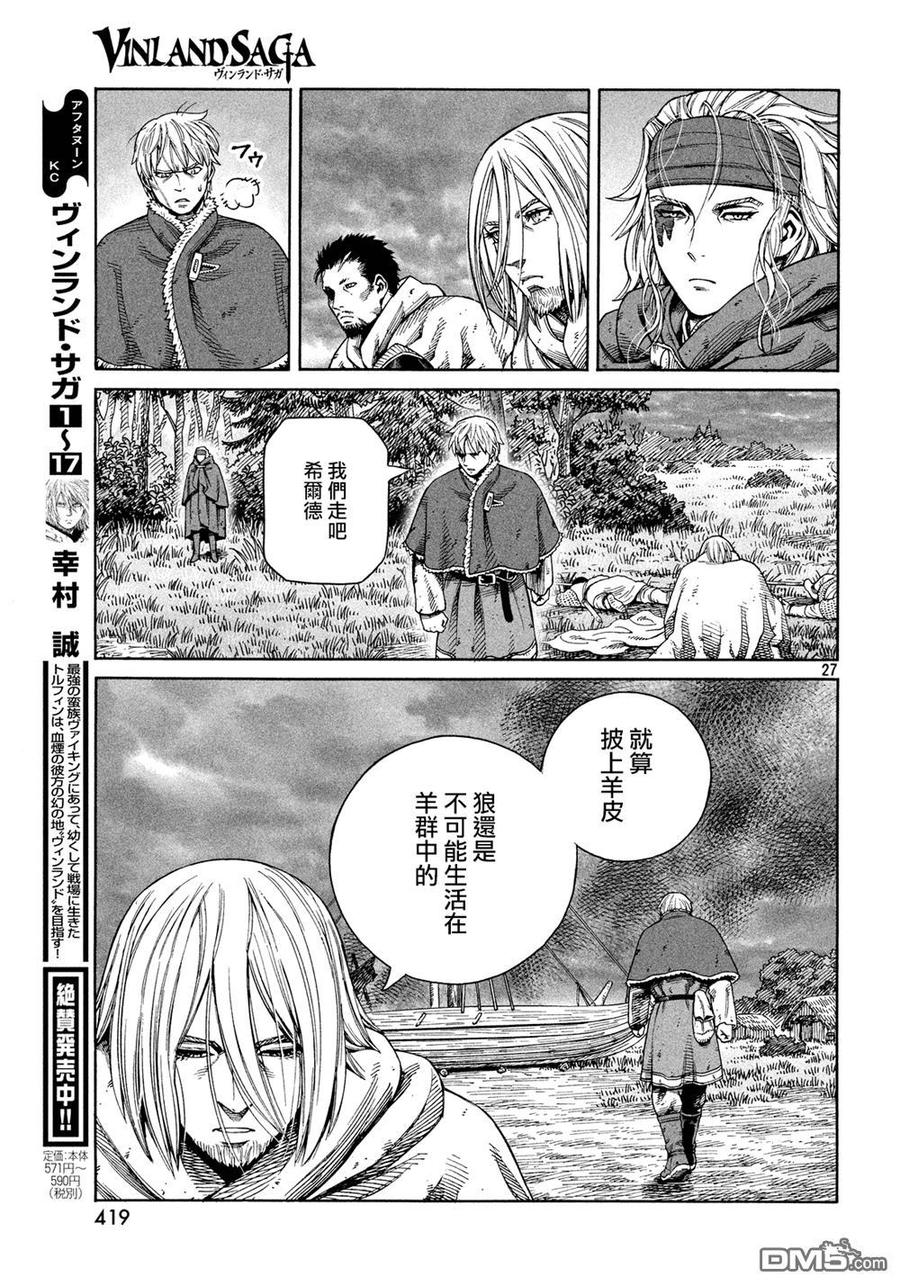 VINLAND SAGA
ヴィンランド・サガ
アフタヌーン
KC
ヴィンランド・サガ
1
〜
17
幸村 誠
最強の蛮族ヴァイキングにあって、幼くして戦場に生きた
トルフィンは、血煙の彼方の幻の地“ヴィンランド”を目指す!
絶賛発売中!!
定価:本体
571円〜
590円
(税別)
フゥ
我們走吧
希爾德
27
就算
披上羊皮
狼還是
不可能生活在
羊群中的
419
DM5.com